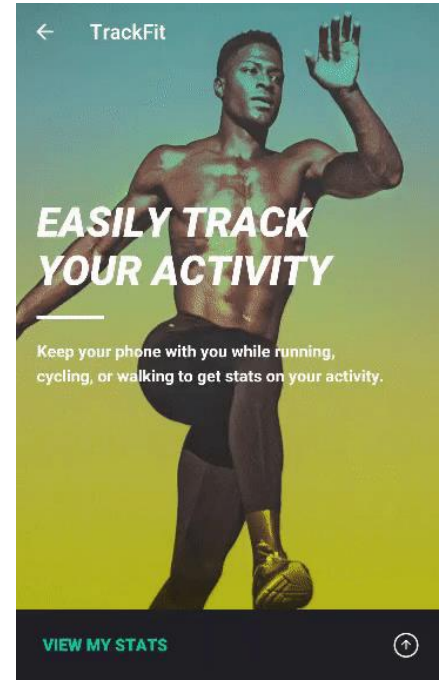 TrackFit
EASILY TRACK
YOUR ACTIVITY
Keep your phone with you while running,
cycling, or walking to get stats on your activity.
VIEW MY STATS